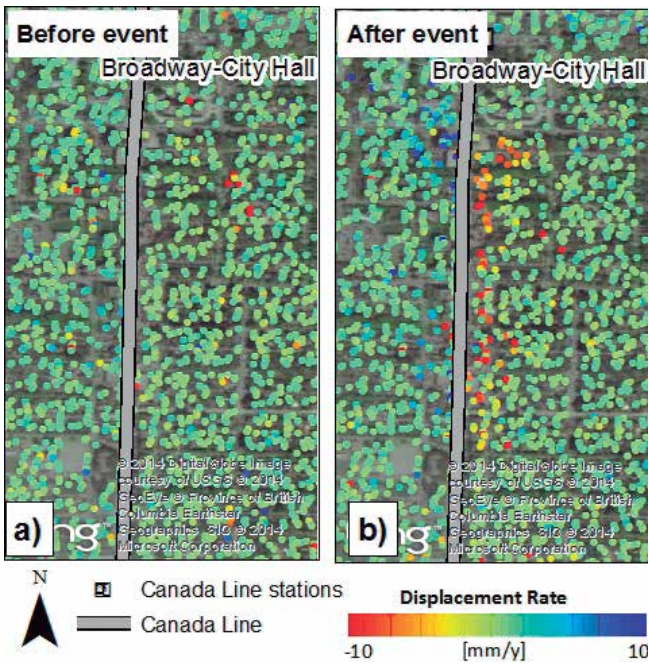 Before event
Broadway-City Hall
© 2014 DigitalGlobe Image
courtesy of USGS © 2014
GeoEye © Province of British
Columbia Earthstar
Geographics SIO © 2014
Microsoft Corporation
a)
ng
After event
Broadway-City Hall
© 2014 DigitalGlobe Image
courtesy of USGS © 2014
GeoEye © Province of British
Columbia Earthstar
Geographics SIO © 2014
Microsoft Corporation
b)
ng
N
Canada Line stations
Canada Line
Displacement Rate
-10 [mm/y] 10